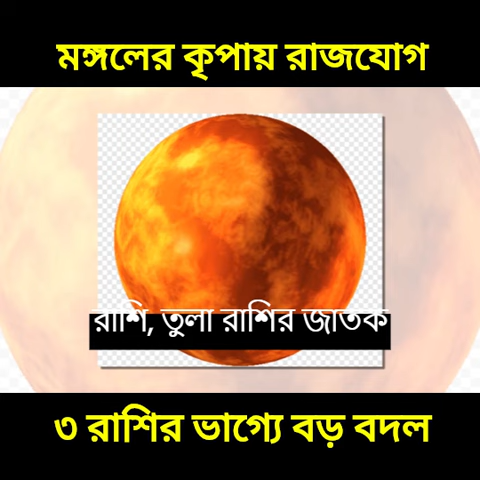 মঙ্গলের কৃপায় রাজযোগ
রাশি, তুলা রাশির জাতক
৩ রাশির ভাগ্যে বড় বদল